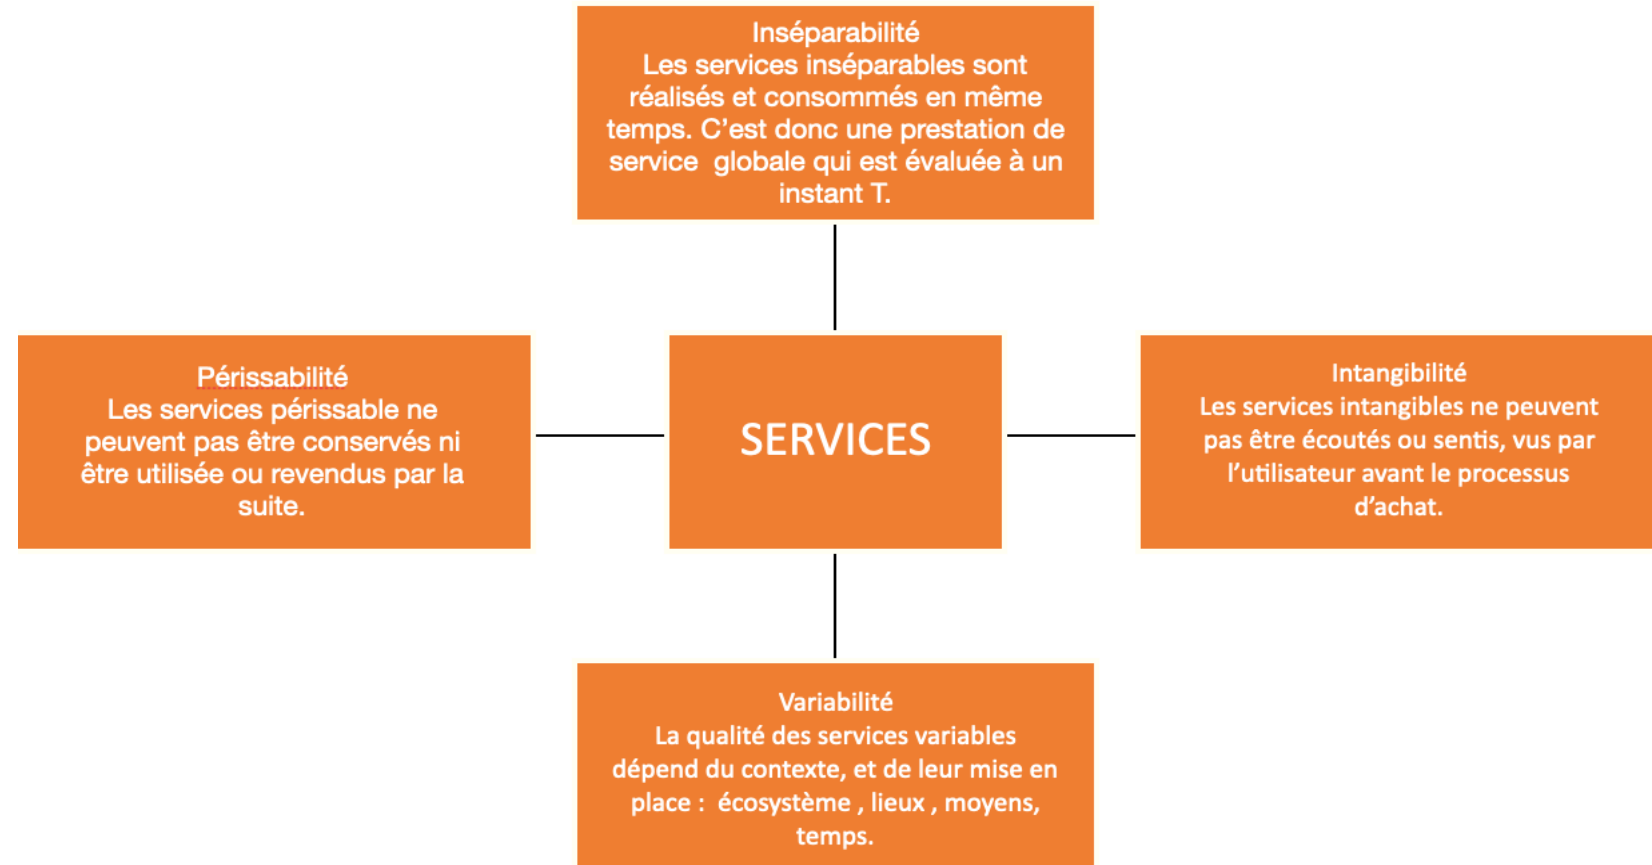 Inséparabilité
Les services inséparables sont
réalisés et consommés en même
temps. C’est donc une prestation de
service  globale qui est évaluée à un
instant T.
Périssabilité
Les services périssable ne
peuvent pas être conservés ni
être utilisée ou revendus par la
suite.
SERVICES
Intangibilité
Les services intangibles ne peuvent
pas être écoutés ou sentis, vus par
l’utilisateur avant le processus
d’achat.
Variabilité
La qualité des services variables
dépend du contexte, et de leur mise en
place :  écosystème , lieux , moyens,
temps.